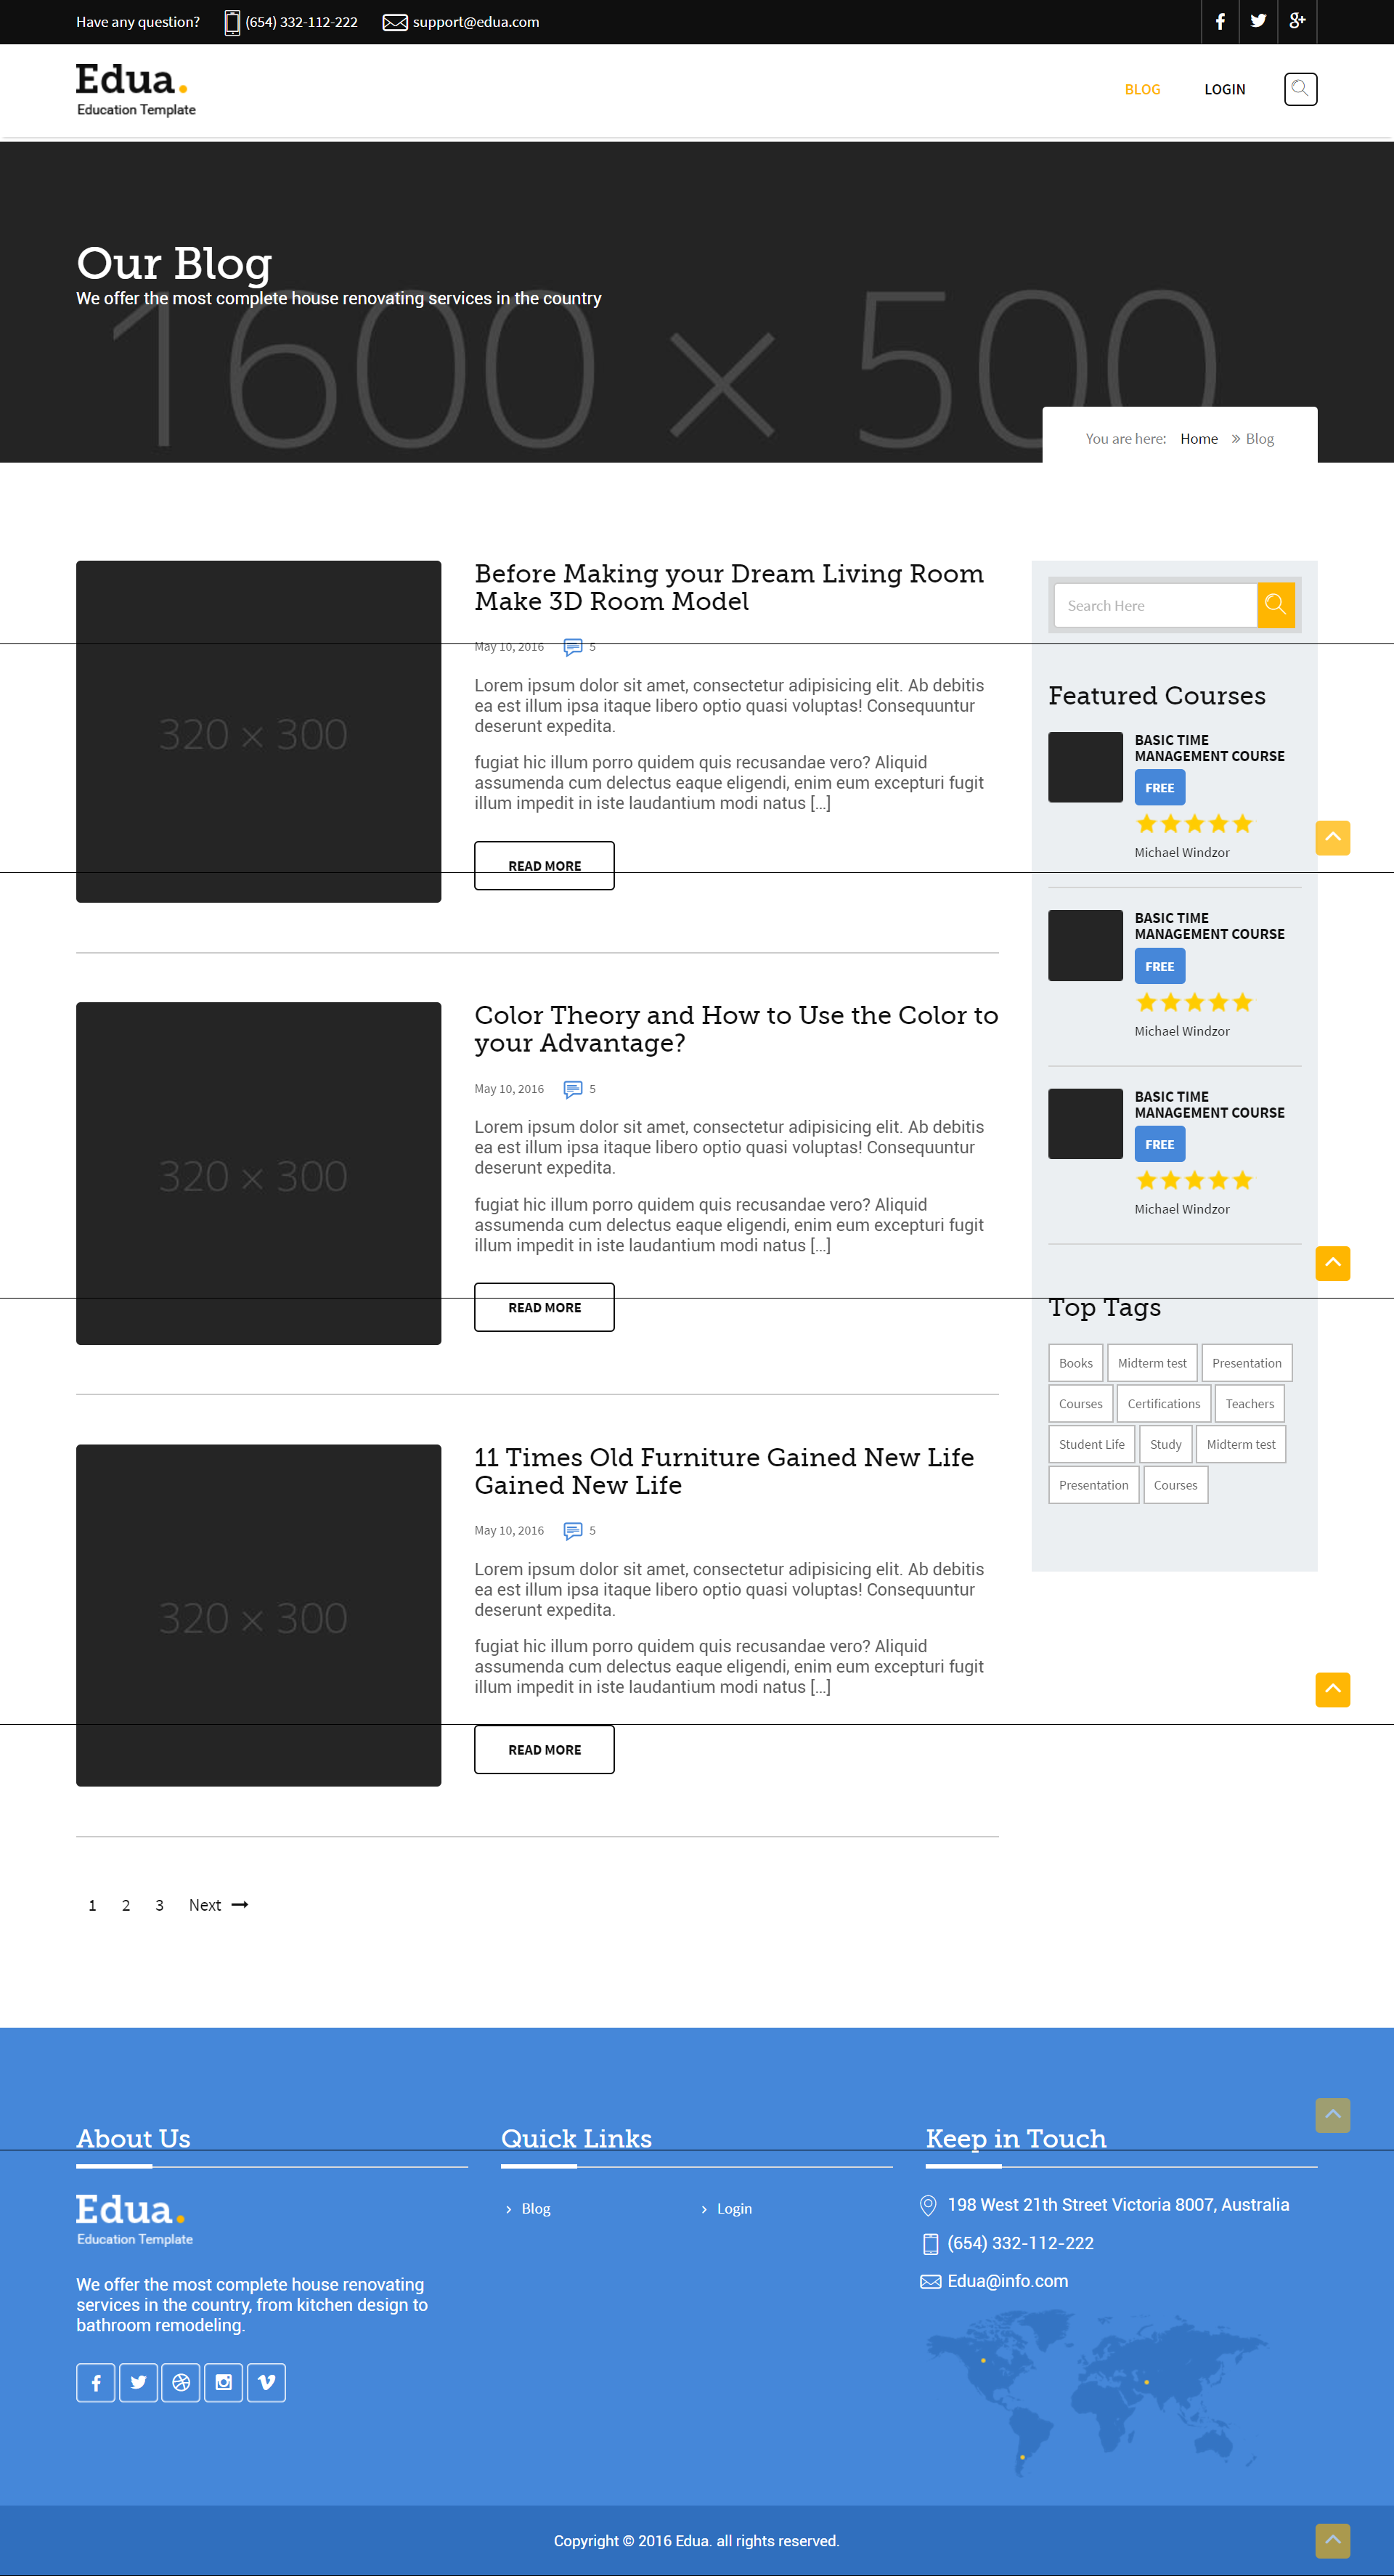 Have any question? (654) 332-112-222 support@edua.com
Edua.
Education Template
BLOG LOGIN
Our Blog
We offer the most complete house renovating services in the country
1600 × 500
You are here: Home » Blog
320 × 300
Before Making your Dream Living Room
Make 3D Room Model
May 10, 2016 5
Lorem ipsum dolor sit amet, consectetur adipisicing elit. Ab debitis
ea est illum ipsa itaque libero optio quasi voluptas! Consequuntur
deserunt expedita.
fugiat hic illum porro quidem quis recusandae vero? Aliquid
assumenda cum delectus eaque eligendi, enim eum excepturi fugit
illum impedit in iste laudantium modi natus [...]
READ MORE
320 × 300
Color Theory and How to Use the Color to
your Advantage?
May 10, 2016 5
Lorem ipsum dolor sit amet, consectetur adipisicing elit. Ab debitis
ea est illum ipsa itaque libero optio quasi voluptas! Consequuntur
deserunt expedita.
fugiat hic illum porro quidem quis recusandae vero? Aliquid
assumenda cum delectus eaque eligendi, enim eum excepturi fugit
illum impedit in iste laudantium modi natus [...]
READ MORE
320 × 300
11 Times Old Furniture Gained New Life
Gained New Life
May 10, 2016 5
Lorem ipsum dolor sit amet, consectetur adipisicing elit. Ab debitis
ea est illum ipsa itaque libero optio quasi voluptas! Consequuntur
deserunt expedita.
fugiat hic illum porro quidem quis recusandae vero? Aliquid
assumenda cum delectus eaque eligendi, enim eum excepturi fugit
illum impedit in iste laudantium modi natus [...]
READ MORE
1 2 3 Next
Search Here
Featured Courses
BASIC TIME
MANAGEMENT COURSE
FREE
Michael Windzor
BASIC TIME
MANAGEMENT COURSE
FREE
Michael Windzor
BASIC TIME
MANAGEMENT COURSE
FREE
Michael Windzor
Top Tags
Books Midterm test Presentation
Courses Certifications Teachers
Student Life Study Midterm test
Presentation Courses
About Us
Edua.
Education Template
We offer the most complete house renovating
services in the country, from kitchen design to
bathroom remodeling.
Quick Links
Blog Login
Keep in Touch
198 West 21th Street Victoria 8007, Australia
(654) 332-112-222
Edua@info.com
Copyright © 2016 Edua. all rights reserved.